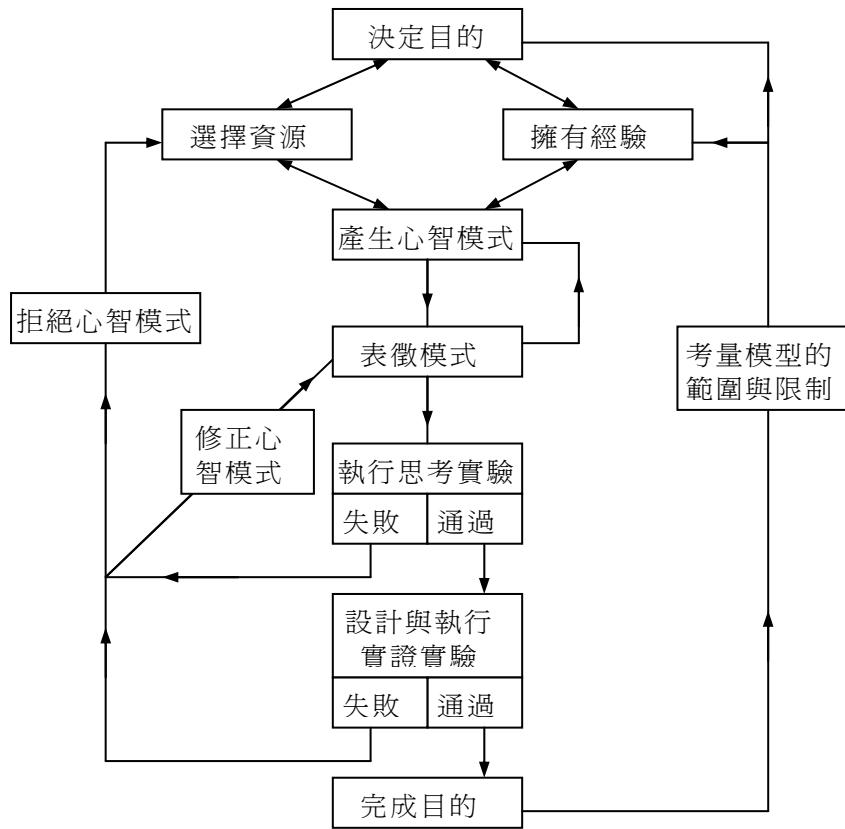 決定目的
選擇資源
擁有經驗
產生心智模式
拒絕心智模式
表徵模式
考量模型的
範圍與限制
修正心
智模式
執行思考實驗
失敗
通過
設計與執行
實證實驗
失敗
通過
完成目的